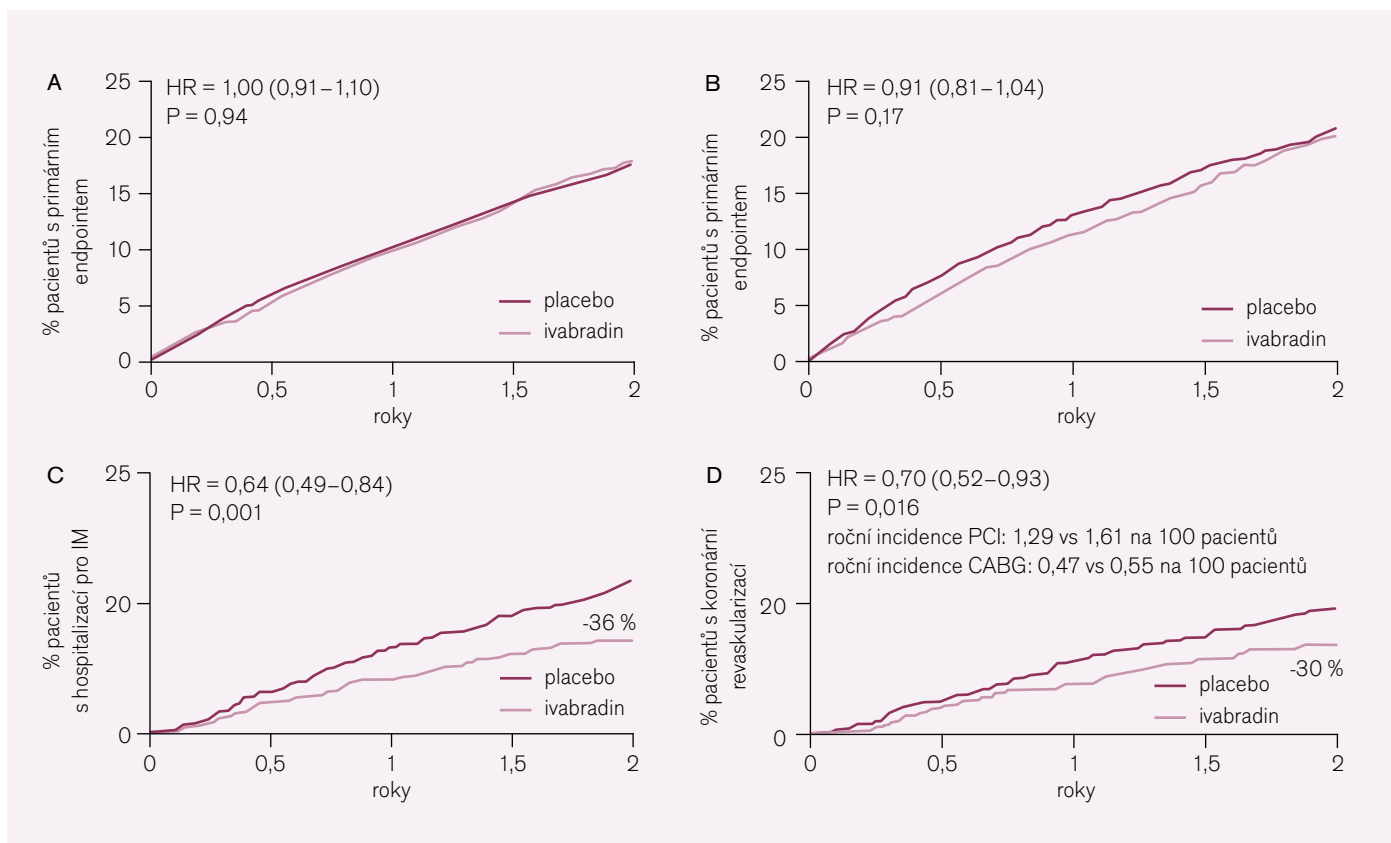 A
25
20
15
10
5
0
% pacientů s primárním
endpointem
HR = 1,00 (0,91–1,10)
P = 0,94
placebo
ivabradin
0
0,5
1
1,5
2
roky
B
25
20
15
10
5
0
% pacientů s primárním
endpointem
HR = 0,91 (0,81–1,04)
P = 0,17
placebo
ivabradin
0
0,5
1
1,5
2
roky
C
25
20
0
% pacientů
s hospitalizací pro IM
HR = 0,64 (0,49–0,84)
P = 0,001
-36 %
placebo
ivabradin
0
0,5
1
1,5
2
roky
D
25
20
0
% pacientů s koronární
revaskularizací
HR = 0,70 (0,52–0,93)
P = 0,016
roční incidence PCI: 1,29 vs 1,61 na 100 pacientů
roční incidence CABG: 0,47 vs 0,55 na 100 pacientů
-30 %
placebo
ivabradin
0
0,5
1
1,5
2
roky